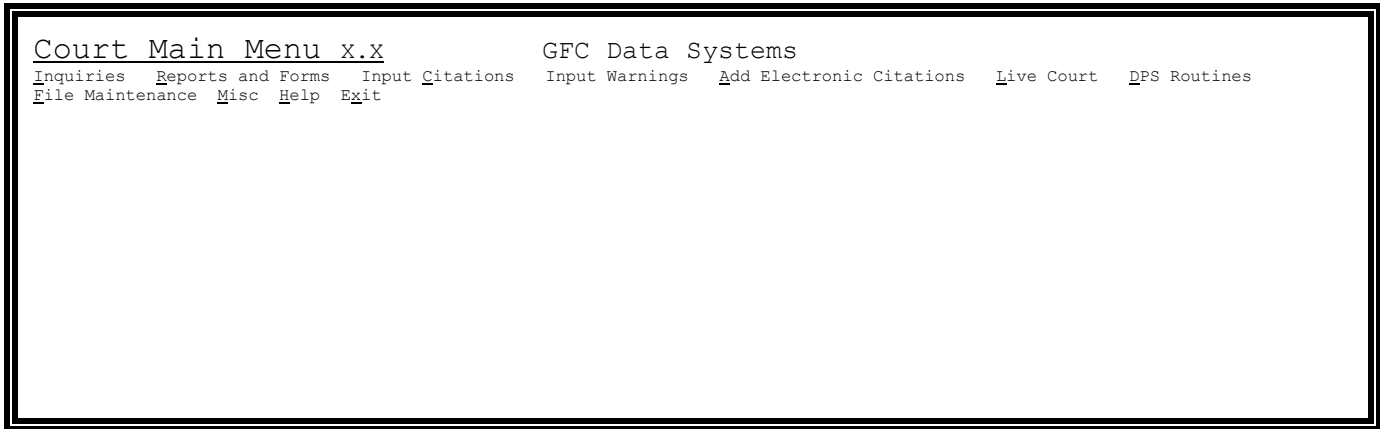 Court Main Menu x.x GFC Data Systems
Inquiries Reports and Forms Input Citations Input Warnings Add Electronic Citations Live Court DPS Routines
File Maintenance Misc Help Exit